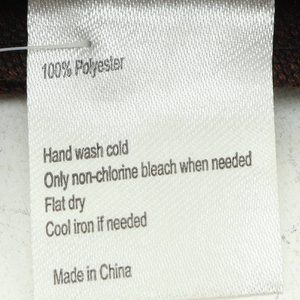 100% Polyester
Hand wash cold
Only non-chlorine bleach when needed
Flat dry
Cool iron if needed
Made in China